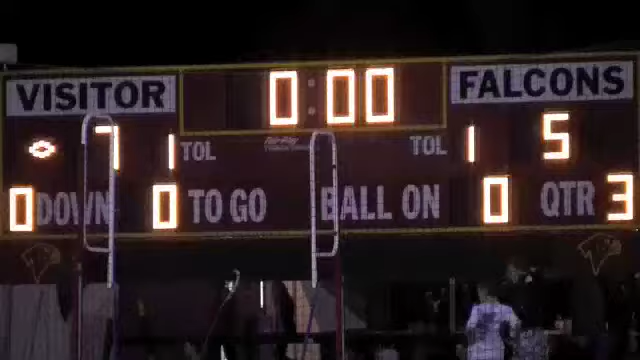 VISITOR 0:00 FALCONS
7 1 TOL TOL 1 5
0 DOWN 0 TO GO BALL ON 0 QTR 3